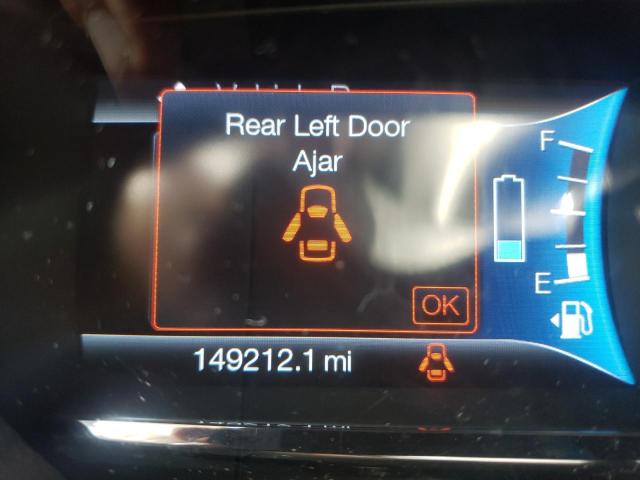 Rear Left Door
Ajar
F
E
OK
149212.1 mi